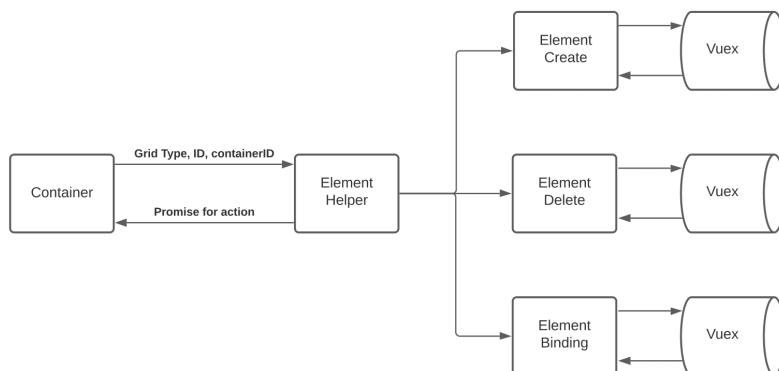 Element
Create
Vuex
Grid Type, ID, containerID
Container
Promise for action
Element
Helper
Element
Delete
Vuex
Element
Binding
Vuex